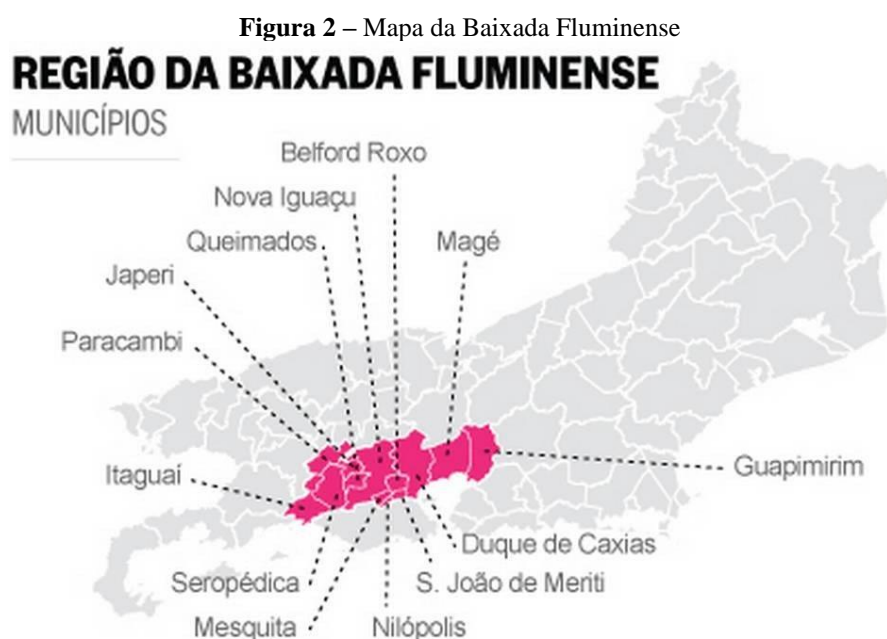 Figura 2 – Mapa da Baixada Fluminense
REGIÃO DA BAIXADA FLUMINENSE
MUNICÍPIOS
Belford Roxo
Nova Iguaçu
Queimados
Magé
Japeri
Paracambi
Itaguaí
Guapimirim
Duque de Caxias
Seropédica
S. João de Meriti
Mesquita
Nilópolis